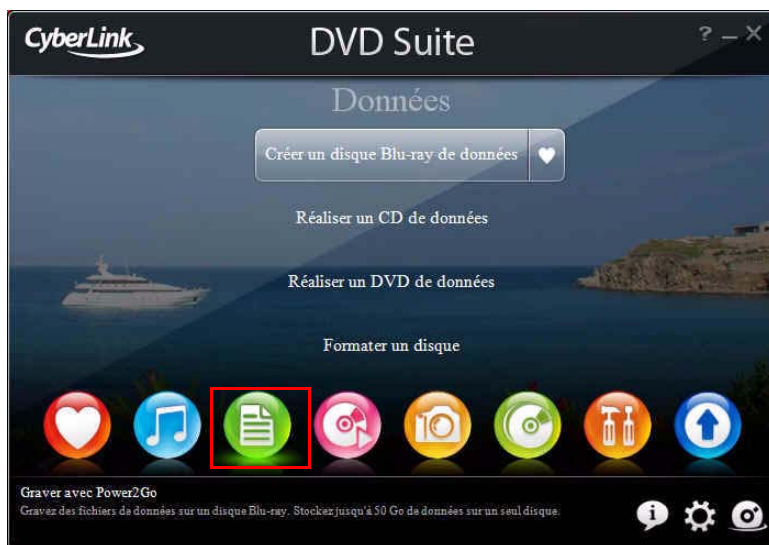 CyberLink
DVD Suite
? – X
Données
Créer un disque Blu-ray de données
Réaliser un CD de données
Réaliser un DVD de données
Formater un disque
Graver avec Power2Go
Gravez des fichiers de données sur un disque Blu-ray. Stockez jusqu'à 50 Go de données sur un seul disque.